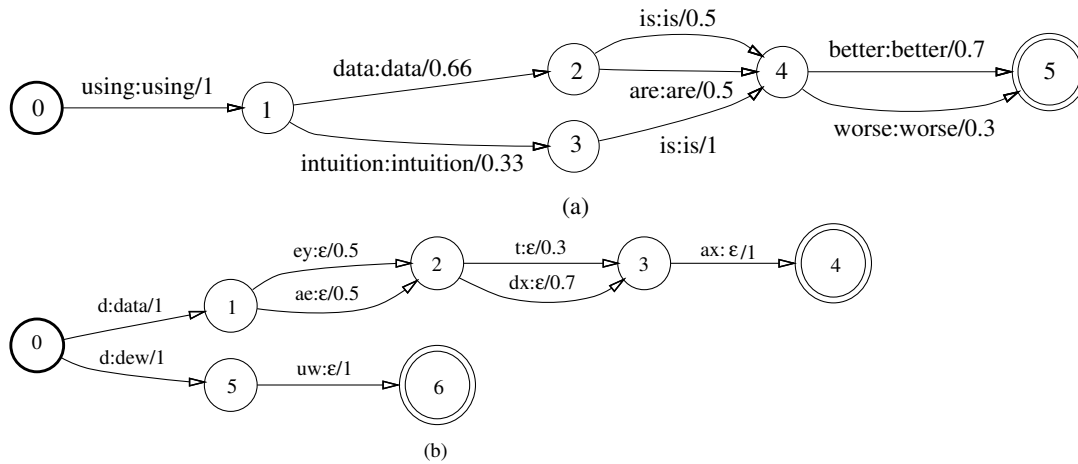 is:is/0.5
better:better/0.7
data:data/0.66
2
4
5
using:using/1
are:are/0.5
0
1
3
worse:worse/0.3
intuition:intuition/0.33
is:is/1
(a)
ey:ε/0.5
t:ε/0.3
ax: ε/1
2
3
4
ae:ε/0.5
dx:ε/0.7
d:data/1
1
0
d:dew/1
uw:ε/1
5
6
(b)